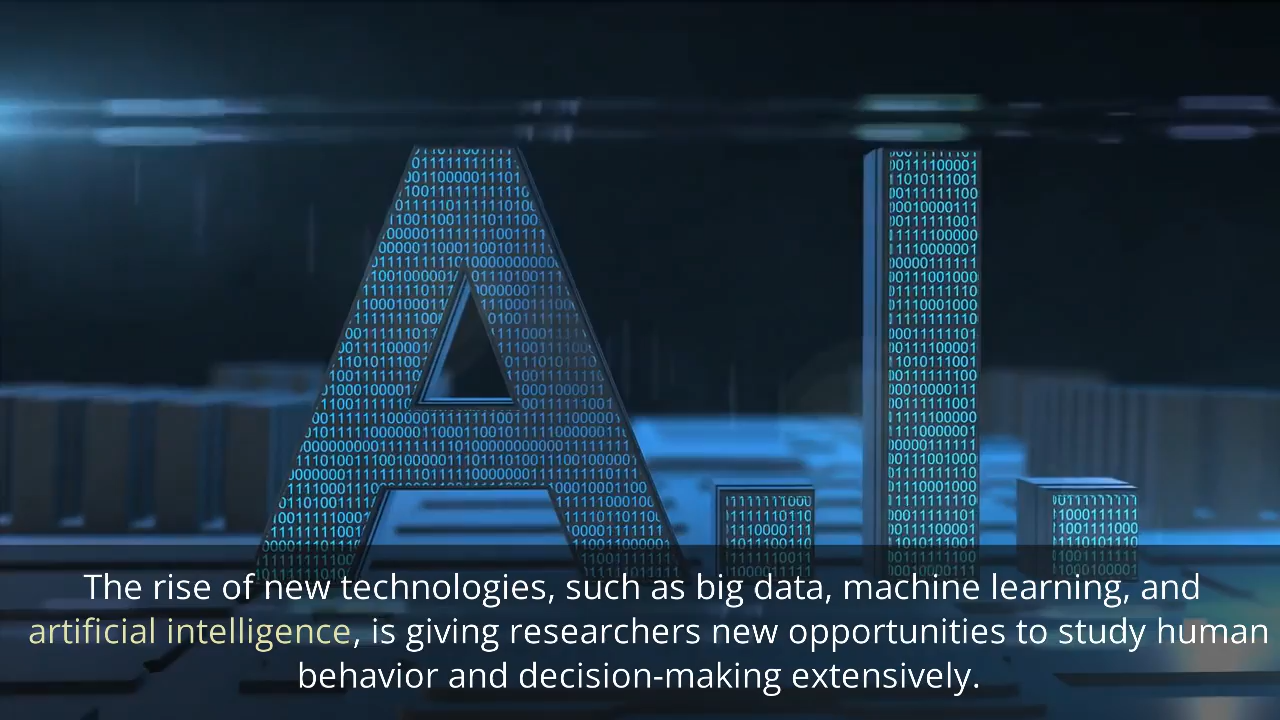 A.I.
The rise of new technologies, such as big data, machine learning, and
artificial intelligence, is giving researchers new opportunities to study human
behavior and decision-making extensively.